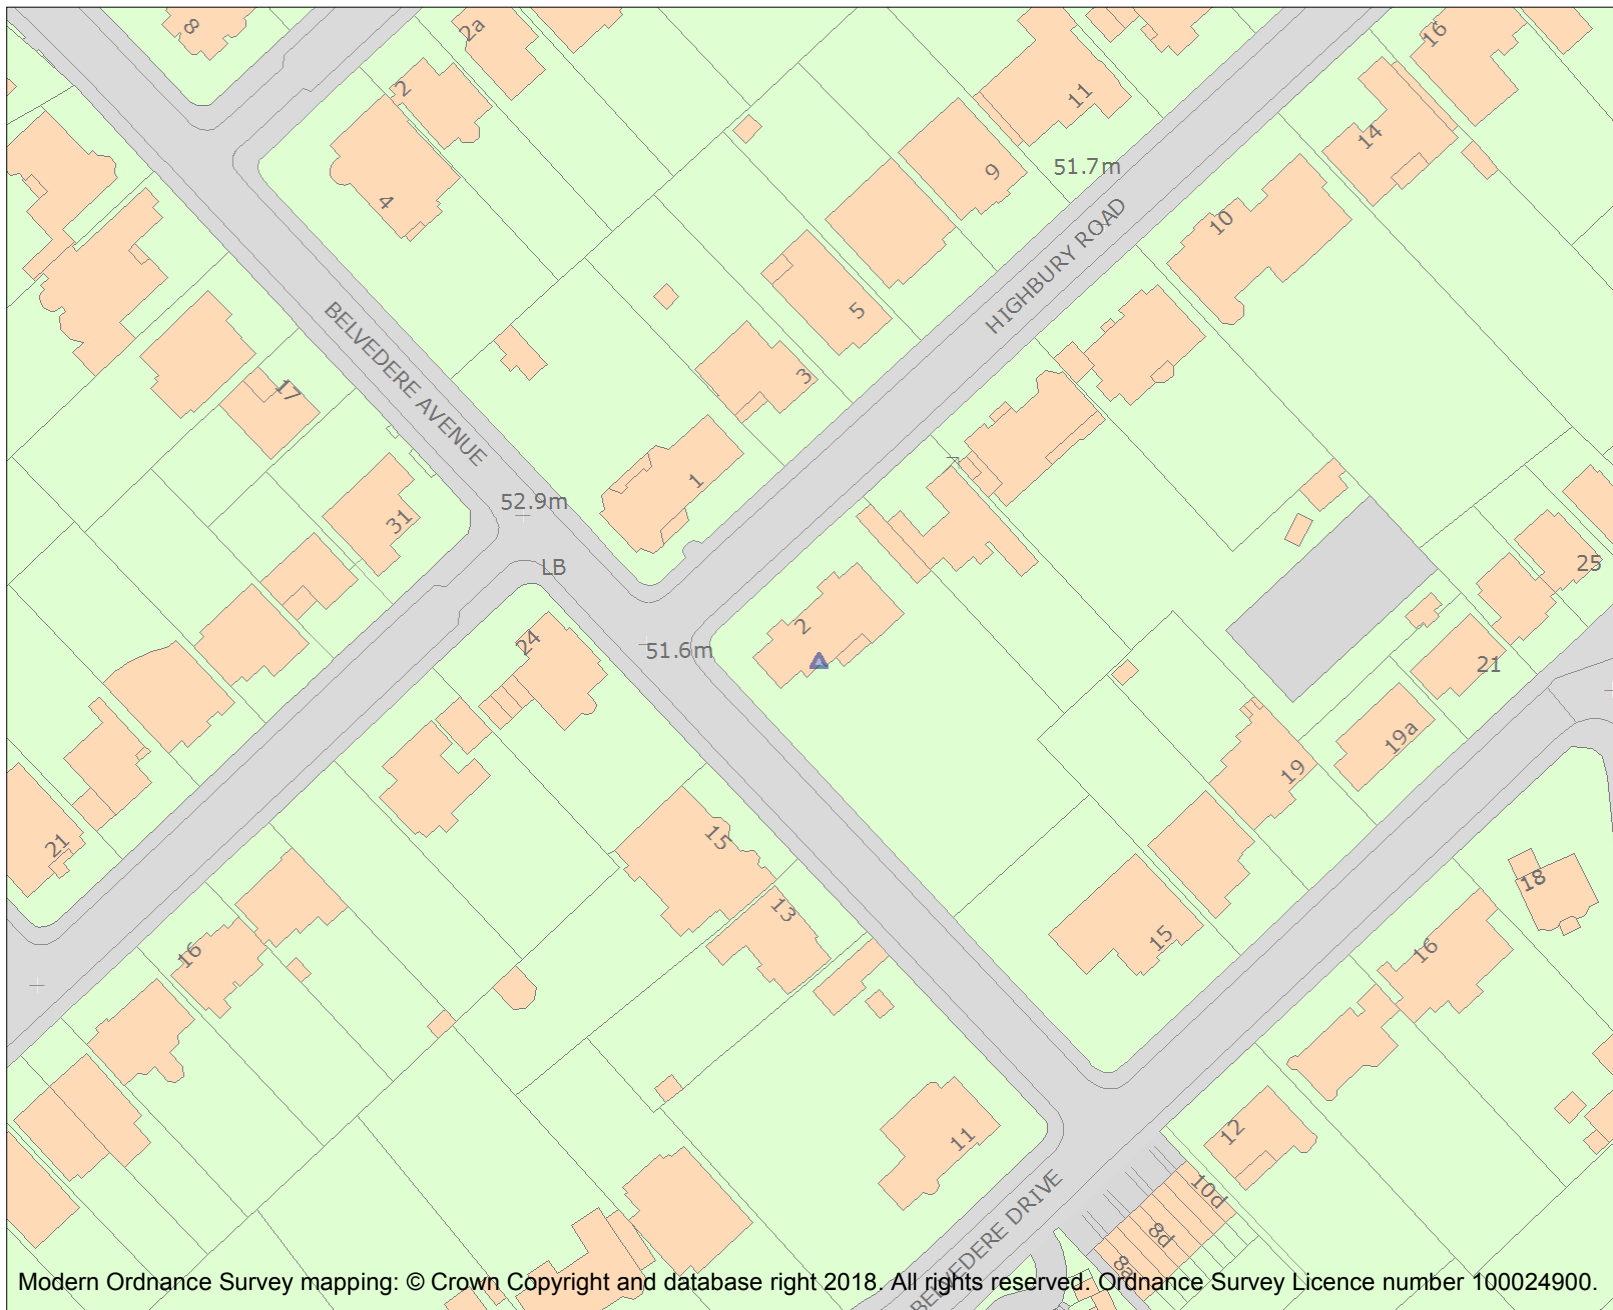 8
2a
16
2
11
14
4
9
51.7m
10
HIGHBURY ROAD
BELVEDERE AVENUE
5
3
17
1
52.9m
31
LB
25
24
2
51.6m
21
19a
19
15
21
13
18
15
16
16
11
12
BELVEDERE DRIVE
10d
8d
8a
Modern Ordnance Survey mapping: © Crown Copyright and database right 2018. All rights reserved. Ordnance Survey Licence number 100024900.